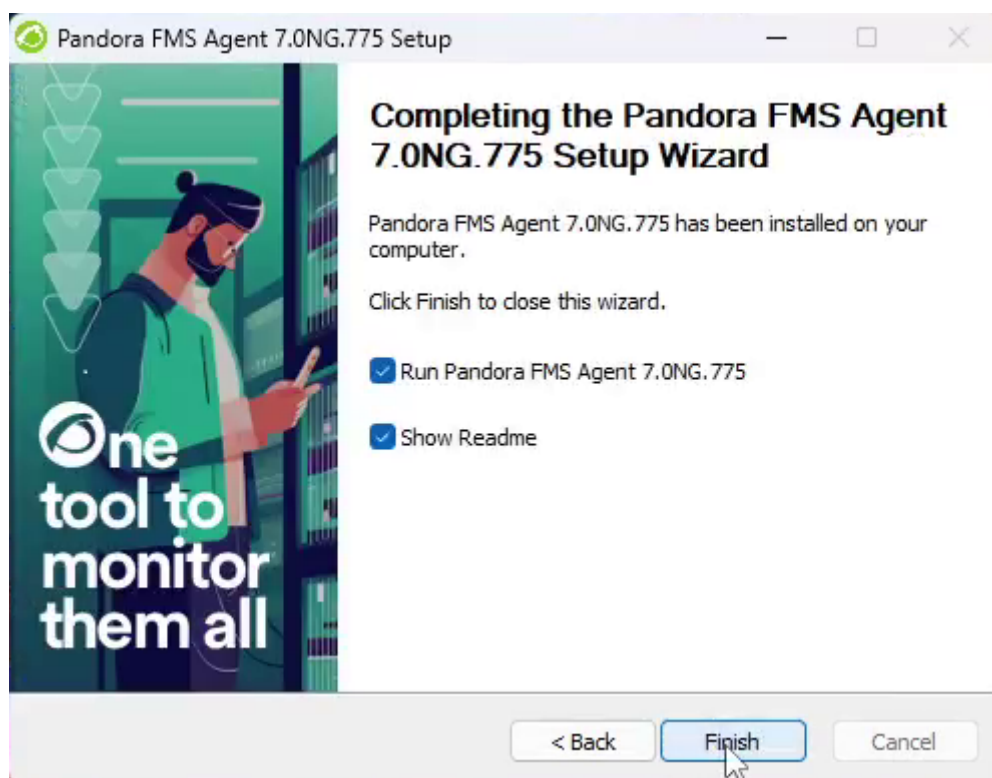 Pandora FMS Agent 7.0NG.775 Setup
Completing the Pandora FMS Agent
7.0NG.775 Setup Wizard
Pandora FMS Agent 7.0NG.775 has been installed on your
computer.
Click Finish to close this wizard.
Run Pandora FMS Agent 7.0NG.775
Show Readme
One
tool to
monitor
them all
< Back
Finish
Cancel